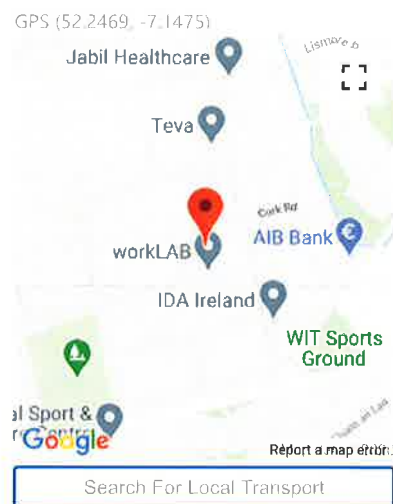 GPS (52.2469, -7.1475)
Jabil Healthcare
Lismore
Teva
Cork Rd
AIB Bank
workLAB
IDA Ireland
WIT Sports
Ground
al Sport &
Google
Report a map error
Search For Local Transport